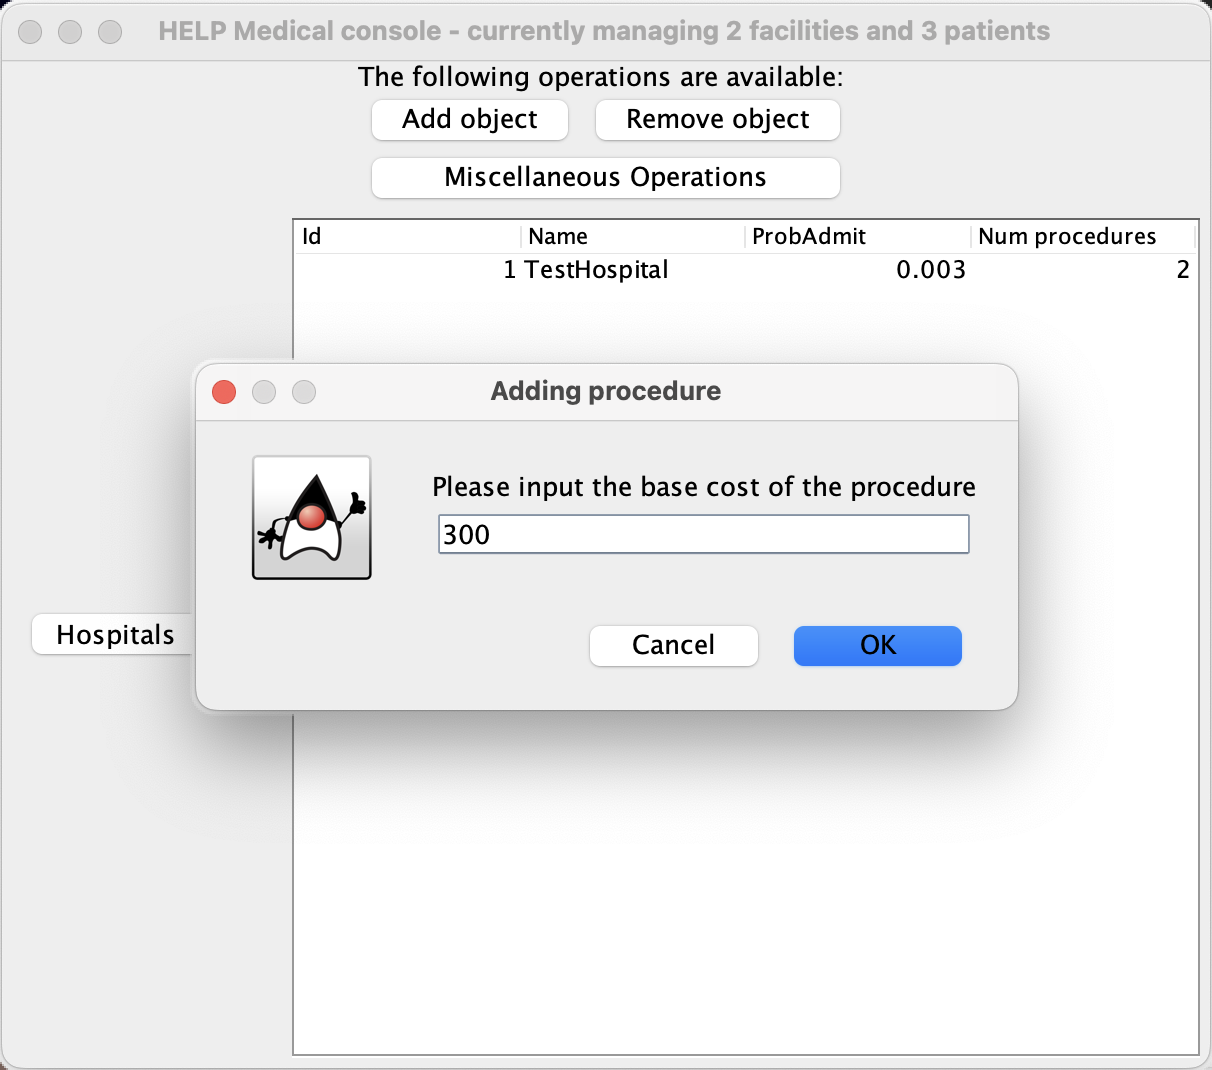 HELP Medical console - currently managing 2 facilities and 3 patients
The following operations are available:
Add object Remove object
Miscellaneous Operations
Id Name ProbAdmit Num procedures
1 TestHospital 0.003 2
Adding procedure
Please input the base cost of the procedure
300
Hospitals
Cancel OK